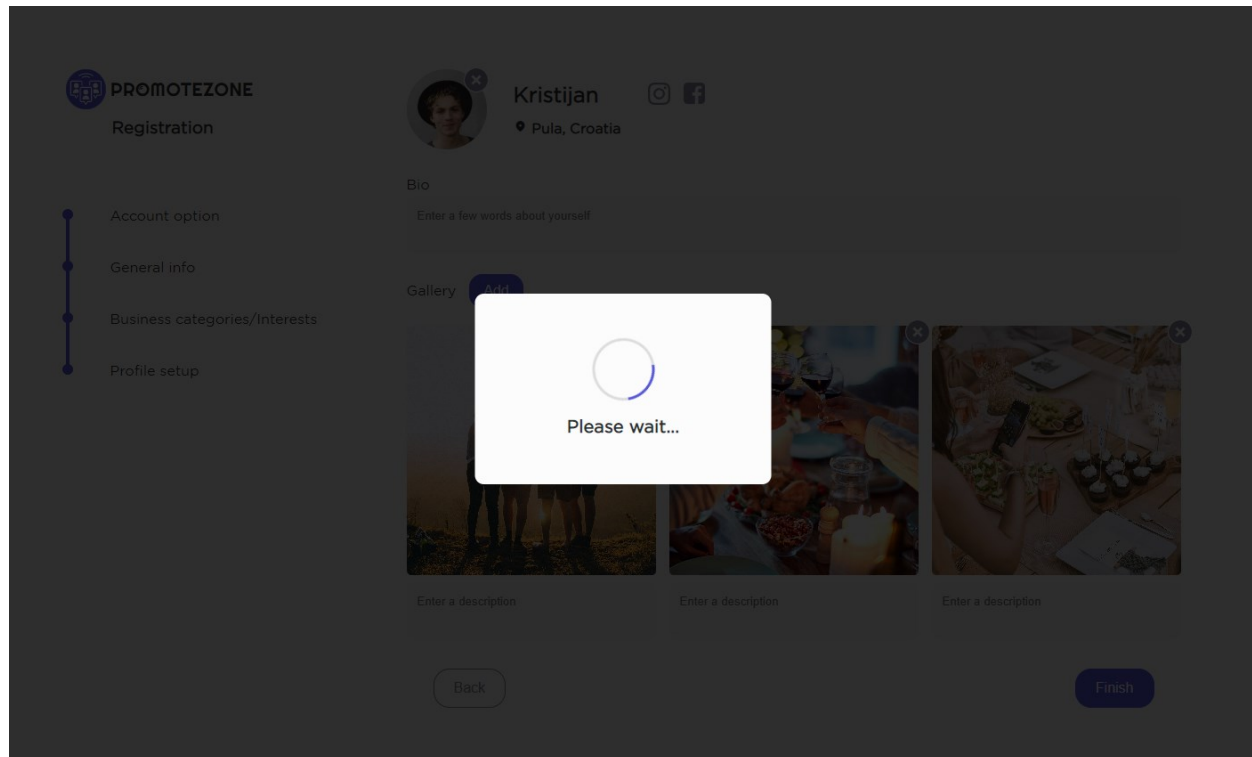 PROMOTEZONE
Registration
Account option
General info
Business categories/Interests
Profile setup
Kristijan
Pula, Croatia
Bio
Enter a few words about yourself
Gallery
Add
Please wait...
Enter a description
Enter a description
Enter a description
Back
Finish